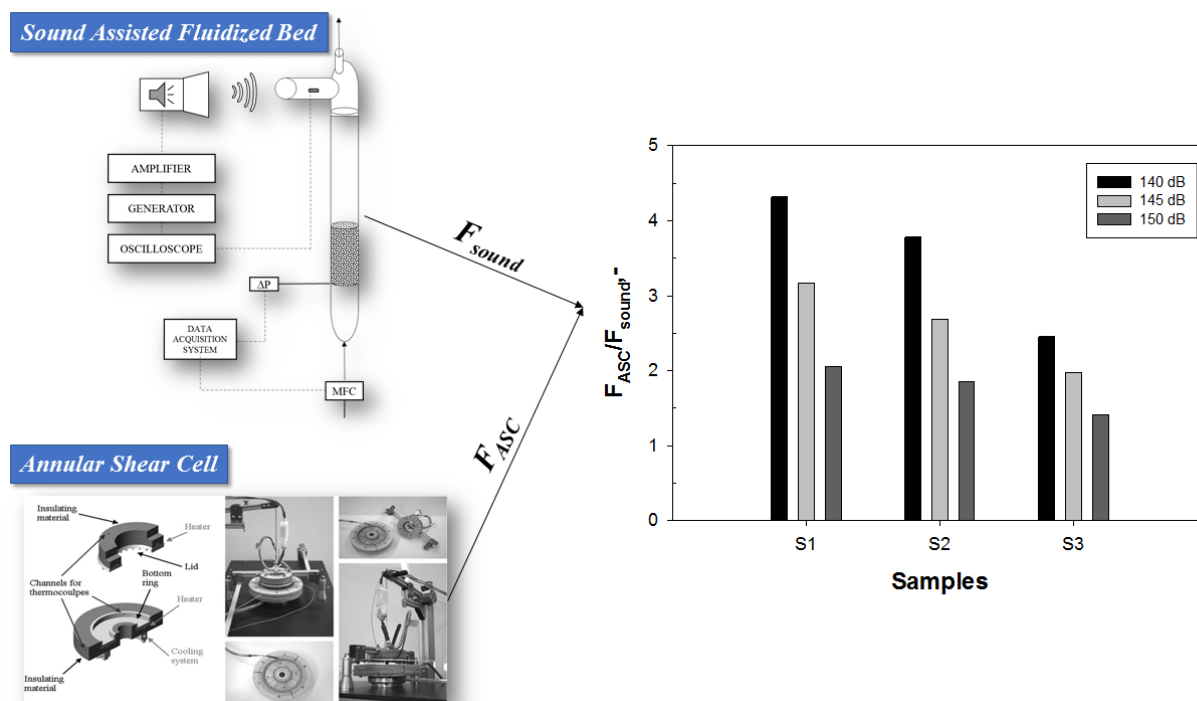 Sound Assisted Fluidized Bed
AMPLIFIER
GENERATOR
OSCILLOSCOPE
ΔP
DATA
ACQUISITION
SYSTEM
MFC
F sound
F ASC
Annular Shear Cell
Insulating
material
Heater
Lid
Channels for
thermocoulpes
Bottom
ring
Heater
Cooling
system
Insulating
material
5
4
3
2
1
0
F ASC/F sound,-
140 dB
145 dB
150 dB
S1 S2 S3
Samples